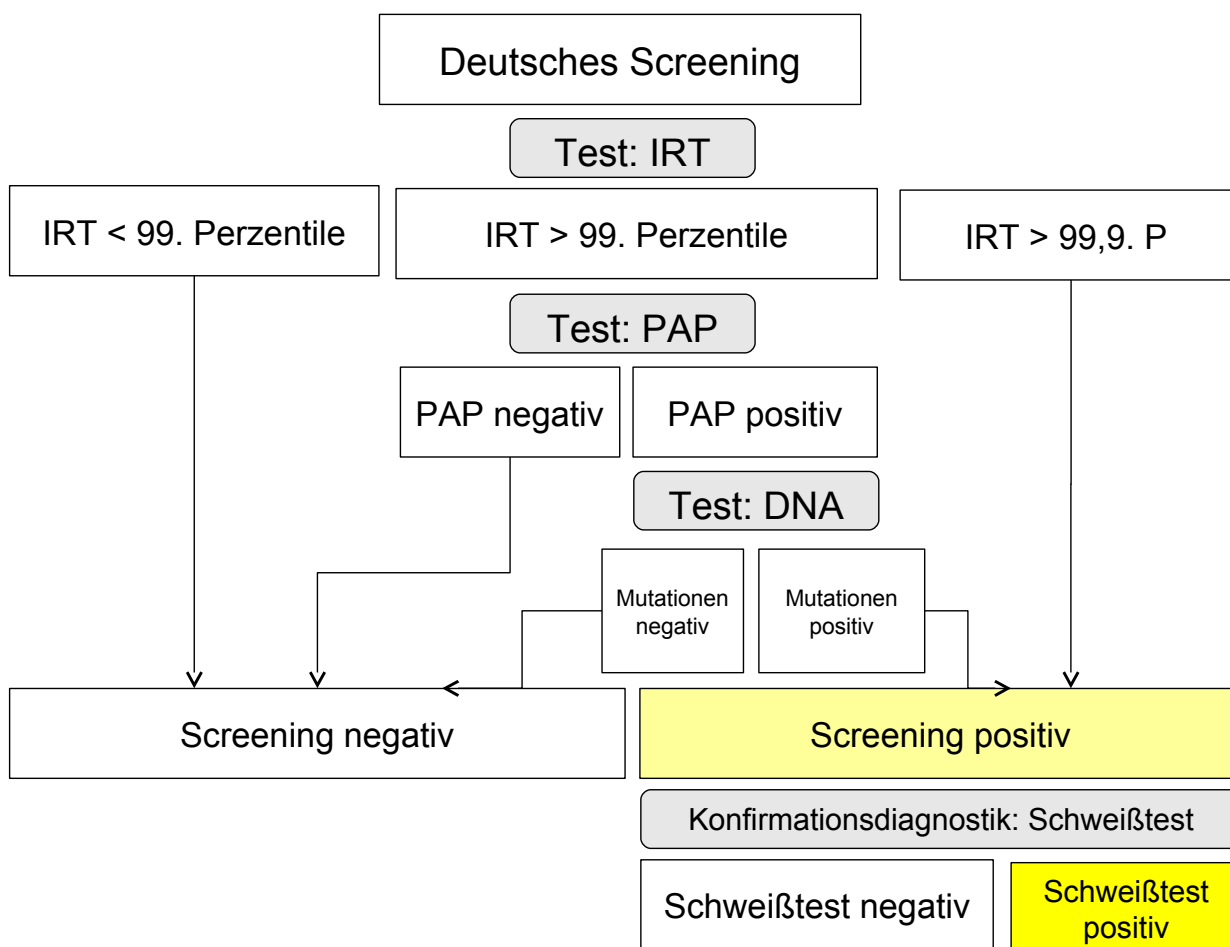 Deutsches Screening
Test: IRT
IRT < 99. Perzentile
IRT > 99. Perzentile
IRT > 99,9. P
Test: PAP
PAP negativ
PAP positiv
Test: DNA
Mutationen
negativ
Mutationen
positiv
Screening negativ
Screening positiv
Konfirmationsdiagnostik: Schweißtest
Schweißtest negativ
Schweißtest
positiv